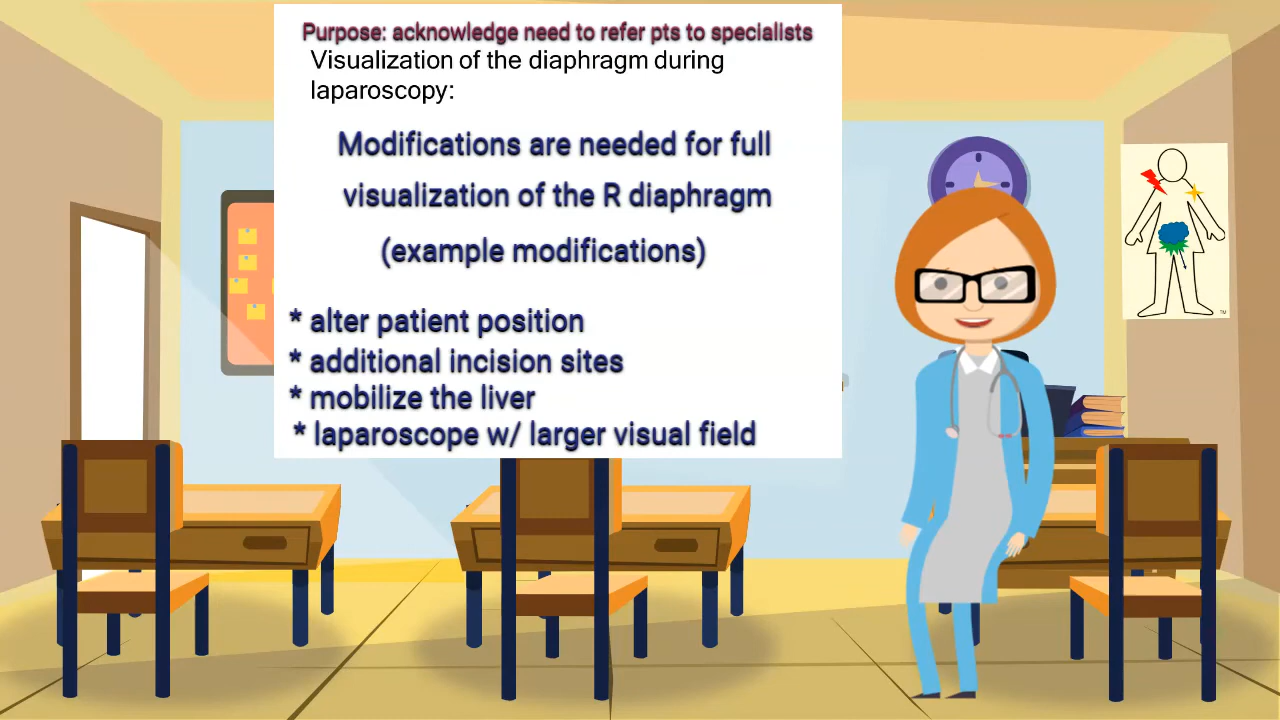 Purpose: acknowledge need to refer pts to specialists
Visualization of the diaphragm during
laparoscopy:
Modifications are needed for full
visualization of the R diaphragm
(example modifications)
* alter patient position
* additional incision sites
* mobilize the liver
* laparoscope w/ larger visual field
TM